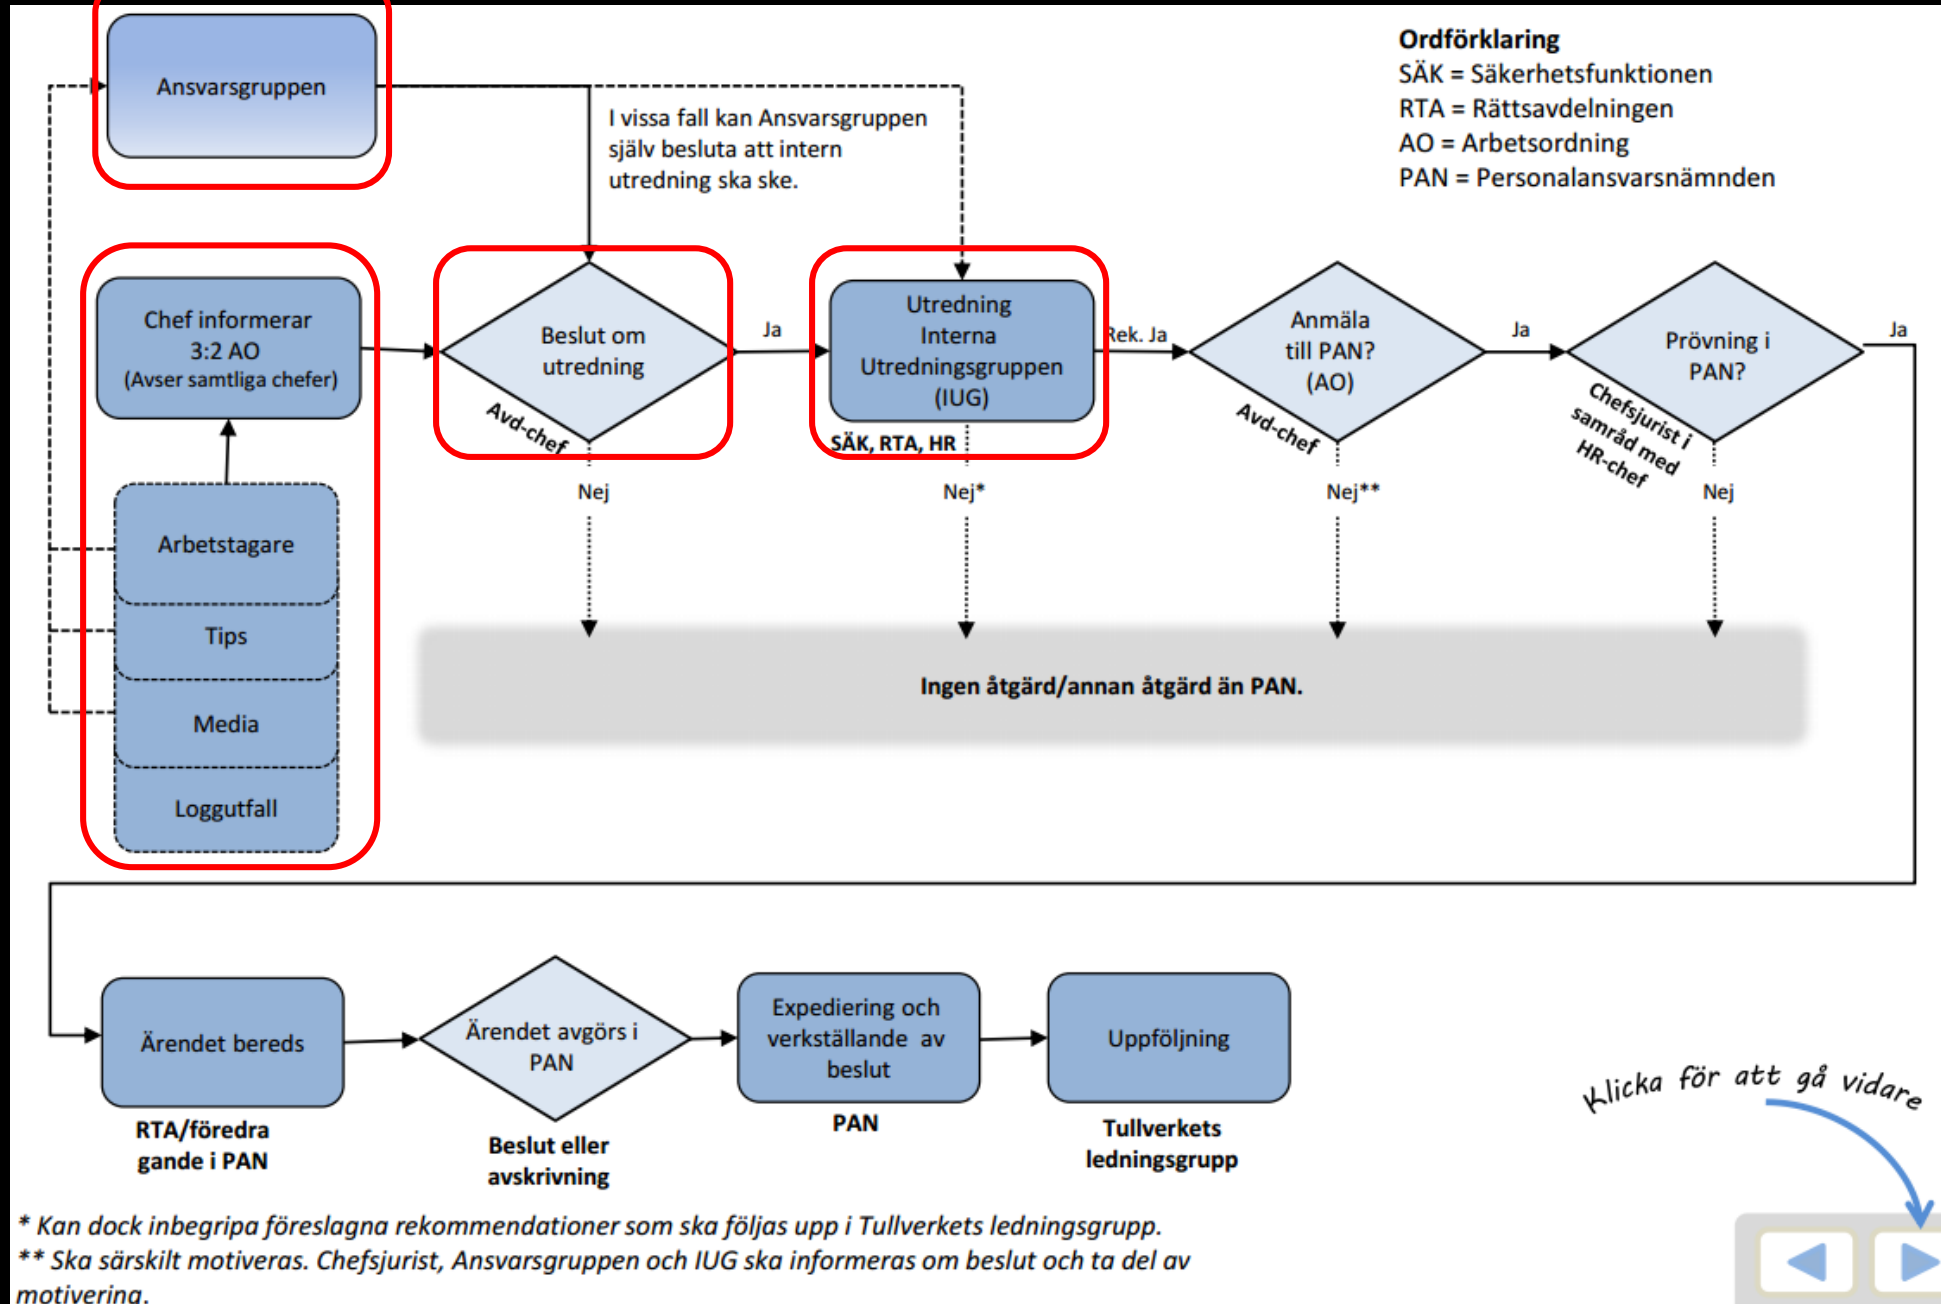 Ansvarsgruppen
I vissa fall kan Ansvarsgruppen
själv besluta att intern
utredning ska ske.
Ordförklaring
SÄK = Säkerhetsfunktionen
RTA = Rättsavdelningen
AO = Arbetsordning
PAN = Personalansvarsnämnden
Chef informerar
3:2 AO
(Avser samtliga chefer)
Beslut om
utredning
Avd-chef
Ja
Utredning
Interna
Utredningsgruppen
(IUG)
SÄK, RTA, HR
Rek. Ja
Anmäla
till PAN?
(AO)
Avd-chef
Ja
Prövning i
PAN?
Chefsjurist i
samråd med
HR-chef
Ja
Nej
Nej*
Nej**
Nej
Arbetstagare
Tips
Media
Loggutfall
Ingen åtgärd/annan åtgärd än PAN.
Ärendet bereds
RTA/föredra
gande i PAN
Ärendet avgörs i
PAN
Beslut eller
avskrivning
Expediering och
verkställande av
beslut
PAN
Uppföljning
Tullverkets
ledningsgrupp
Klicka för att gå vidare
* Kan dock inbegripa föreslagna rekommendationer som ska följas upp i Tullverkets ledningsgrupp.
** Ska särskilt motiveras. Chefsjurist, Ansvarsgruppen och IUG ska informeras om beslut och ta del av
motivering.